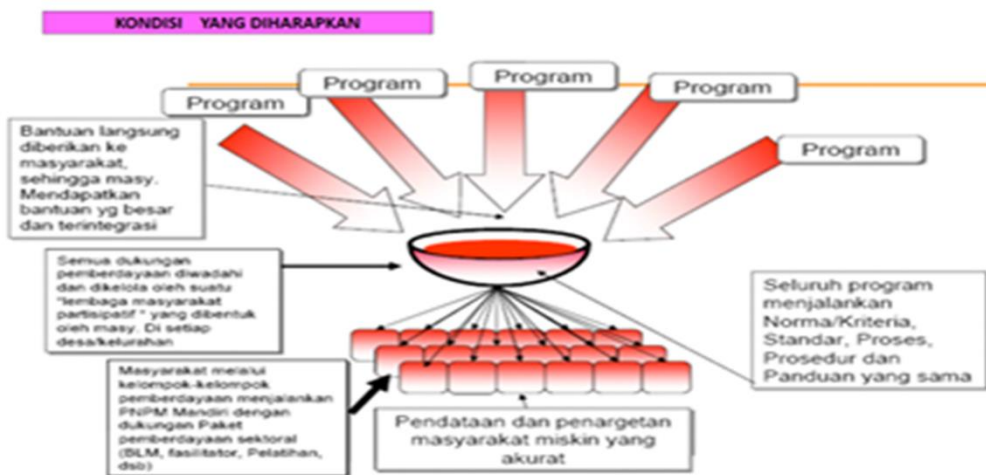 KONDISI YANG DIHARAPKAN
Program
Program
Program
Program
Program
Bantuan langsung
diberikan ke
masyarakat,
sehingga masy.
Mendapatkan
bantuan yg besar
dan terintegrasi
Semua dukungan
pemberdayaan diwadahi
dan dikelola oleh suatu
"lembaga masyarakat
partisipatif " yang dibentuk
oleh masy. Di setiap
desa/kelurahan
Seluruh program
menjalankan
Norma/Kriteria,
Standar, Proses,
Prosedur dan
Panduan yang sama
Masyarakat melalui
kelompok-kelompok
pemberdayaan menjalankan
PNPM Mandiri dengan
dukungan Paket
pemberdayaan sektoral
(BLM, fasilitator, Pelatihan,
dsb)
Pendataan dan penargetan
masyarakat miskin yang
akurat